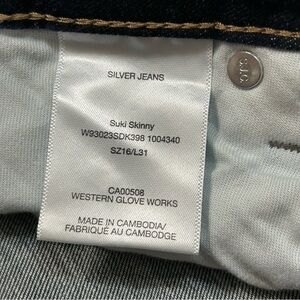 SILVER JEANS
Suki Skinny
W93023SDK398 1004340
SZ16/L31
CA00508
WESTERN GLOVE WORKS
MADE IN CAMBODIA/
FABRIQUÉ AU CAMBODGE